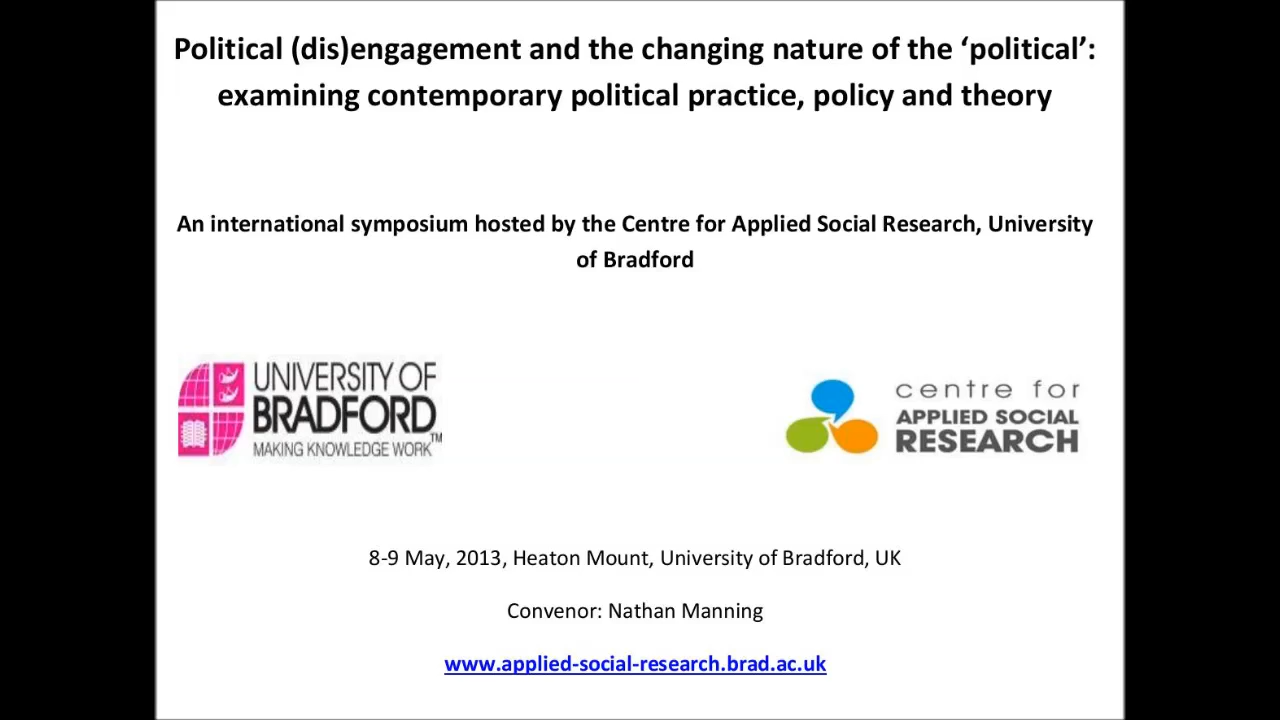 Political (dis)engagement and the changing nature of the ‘political’:
examining contemporary political practice, policy and theory
An international symposium hosted by the Centre for Applied Social Research, University
of Bradford
UNIVERSITY OF
BRADFORD
MAKING KNOWLEDGE WORK™
centre for
APPLIED SOCIAL
RESEARCH
8-9 May, 2013, Heaton Mount, University of Bradford, UK
Convenor: Nathan Manning
www.applied-social-research.brad.ac.uk